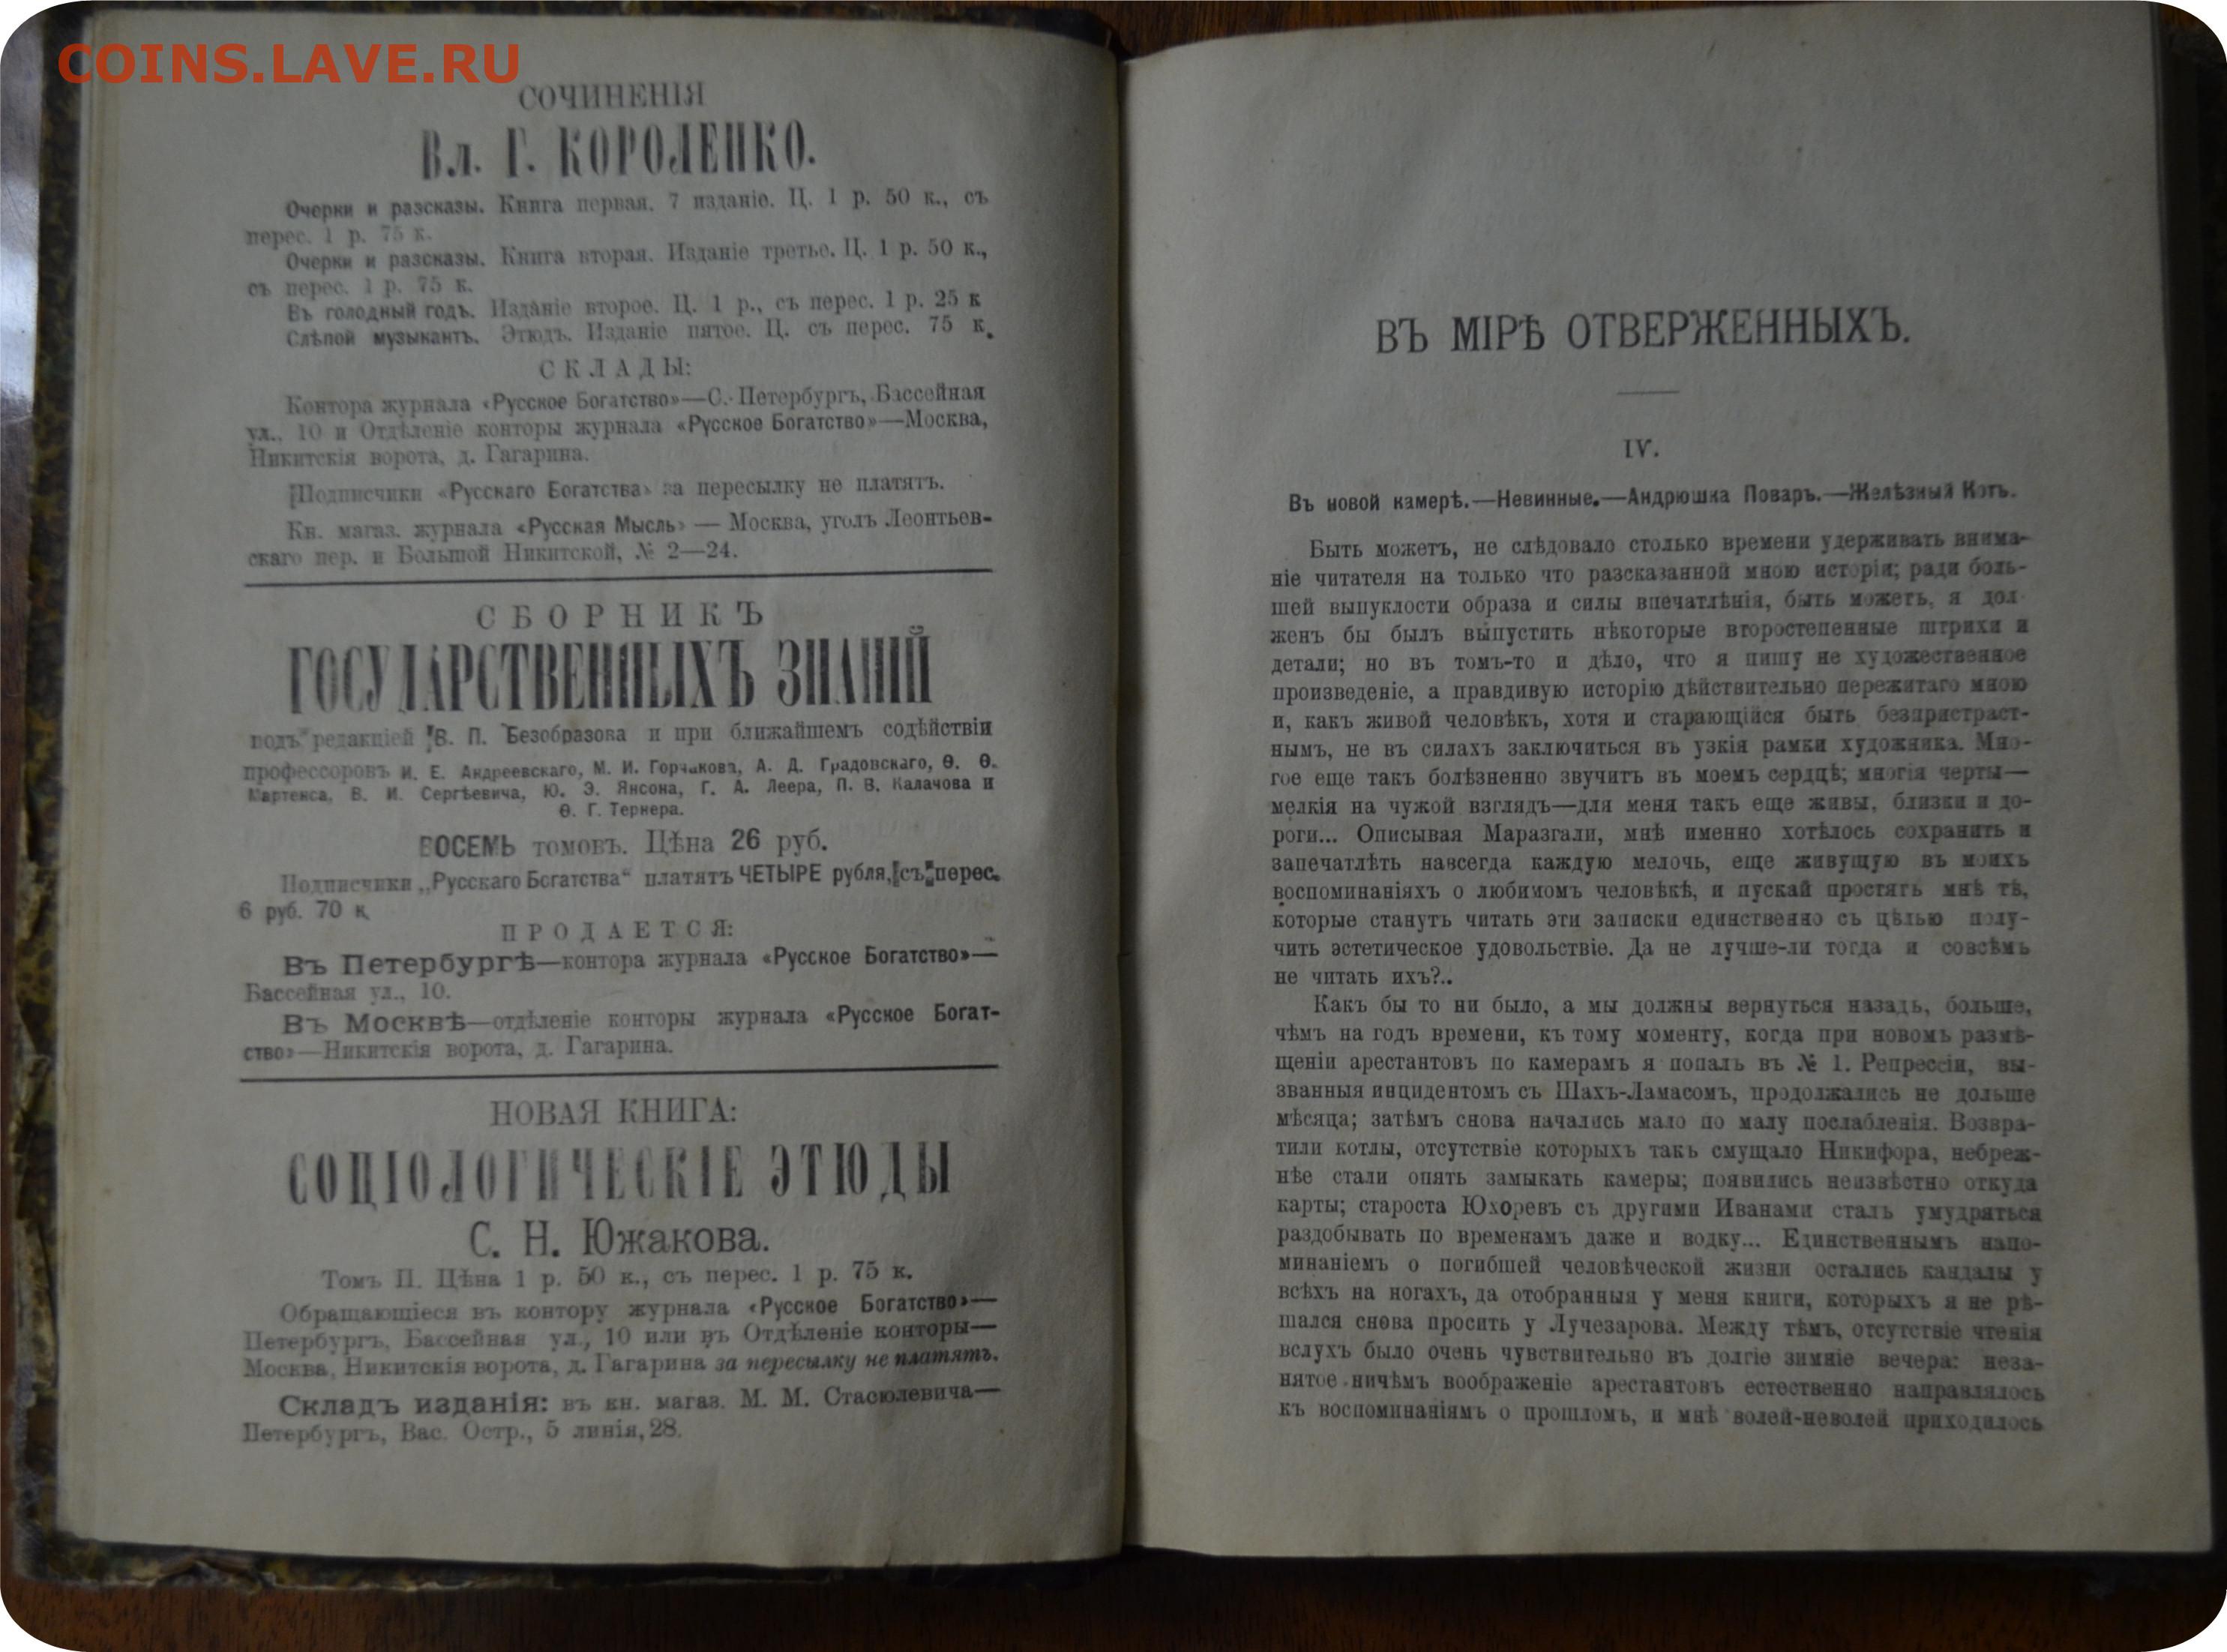 COINS.LAVE.RU
СОЧИНЕНІЯ
Вл. Г. КОРОЛЕНКО.
Очерки и разсказы. Книга первая. 7 изданіе. Ц. 1 р. 50 к., съ
перес. 1 р. 75 к.
Очерки и разсказы. Книга вторая. Изданіе третье. Ц. 1 р. 50 к.,
съ перес. 1 р. 75 к.
Въ голодный годъ. Изданіе второе. Ц. 1 р., съ перес. 1 р. 25 к
Слѣпой музыкантъ. Этюдъ. Изданіе пятое. Ц. съ перес. 75 к.
СКЛАДЫ:
Контора журнала «Русское Богатство»—С.-Петербургъ, Бассейная
ул., 10 и Отдѣленіе конторы журнала «Русское Богатство»—Москва,
Никитскія ворота, д. Гагарина.
Подписчики «Русскаго Богатства» за пересылку не платятъ.
Кн. магаз. журнала «Русская Мысль» — Москва, уголъ Леонтьев-
скаго пер. и Большой Никитской, № 2—24.
СБОРНИКЪ
ГОСУДАРСТВЕННЫХЪ ЗНАНІЙ
подъ редакціей В. П. Безобразова и при ближайшемъ содѣйствіи
профессоровъ И. Е. Андреевскаго, М. И. Горчакова, А. Д. Градовскаго, Ѳ. Ѳ.
Мартенса, В. И. Сергѣевича, Ю. Э. Янсона, Г. А. Леера, П. В. Калачова и
Ѳ. Г. Тернера.
ВОСЕМЬ томовъ. Цѣна 26 руб.
Подписчики „Русскаго Богатства“ платятъ ЧЕТЫРЕ рубля, съ перес.
6 руб. 70 к
ПРОДАЕТСЯ:
Въ Петербургѣ—контора журнала «Русское Богатство»—
Бассейная ул., 10.
Въ Москвѣ—отдѣленіе конторы журнала «Русское Богат-
ство»—Никитскія ворота, д. Гагарина.
НОВАЯ КНИГА:
СОЦІОЛОГИЧЕСКІЕ ЭТЮДЫ
С. Н. Южакова.
Томъ II. Цѣна 1 р. 50 к., съ перес. 1 р. 75 к.
Обращающіеся въ контору журнала «Русское Богатство»—
Петербургъ, Бассейная ул., 10 или въ Отдѣленіе конторы—
Москва, Никитскія ворота, д. Гагарина за пересылку не платятъ.
Складъ изданія: въ кн. магаз. М. М. Стасюлевича—
Петербургъ, Вас. Остр., 5 линія, 28.
ВЪ МІРѢ ОТВЕРЖЕННЫХЪ.
IV.
Въ новой камерѣ.—Невинные.—Андрюшка Поваръ.—Желѣзный Котъ.
Быть можетъ, не слѣдовало столько времени удерживать внима-
ніе читателя на только что разсказанной мною исторіи; ради боль-
шей выпуклости образа и силы впечатлѣнія, быть можетъ, я дол
женъ бы былъ выпустить нѣкоторые второстепенные штрихи и
детали; но въ томъ-то и дѣло, что я пишу не художественное
произведеніе, а правдивую исторію дѣйствительно пережитаго мною
и, какъ живой человѣкъ, хотя и старающійся быть безпристраст-
нымъ, не въ силахъ заключиться въ узкія рамки художника. Мно-
гое еще такъ болѣзненно звучитъ въ моемъ сердцѣ; многія черты—
мелкія на чужой взглядъ—для меня такъ еще живы, близки и до-
роги... Описывая Маразгали, мнѣ именно хотѣлось сохранить и
запечатлѣть навсегда каждую мелочь, еще живущую въ моихъ
воспоминаніяхъ о любимомъ человѣкѣ, и пускай простятъ мнѣ тѣ,
которые станутъ читать эти записки единственно съ цѣлью полу-
чить эстетическое удовольствіе. Да не лучше-ли тогда и совсѣмъ
не читать ихъ?..
Какъ бы то ни было, а мы должны вернуться назадъ, больше,
чѣмъ на годъ времени, къ тому моменту, когда при новомъ размѣ-
щеніи арестантовъ по камерамъ я попалъ въ № 1. Репрессіи, вы-
званныя инцидентомъ съ Шахъ-Ламасомъ, продолжались не дольше
мѣсяца; затѣмъ снова начались мало по малу послабленія. Возвра-
тили котлы, отсутствіе которыхъ такъ смущало Никифора, небреж-
нѣе стали опять замыкать камеры; появились неизвѣстно откуда
карты; староста Юхоревъ съ другими Иванами сталъ умудряться
раздобывать по временамъ даже и водку... Единственнымъ напо-
минаніемъ о погибшей человѣческой жизни остались кандалы у
всѣхъ на ногахъ, да отобранныя у меня книги, которыхъ я не рѣ-
шался снова просить у Лучезарова. Между тѣмъ, отсутствіе чтенія
вслухъ было очень чувствительно въ долгіе зимніе вечера: неза-
нятое ничѣмъ воображеніе арестантовъ естественно направлялось
къ воспоминаніямъ о прошломъ, и мнѣ волей-неволей приходилось